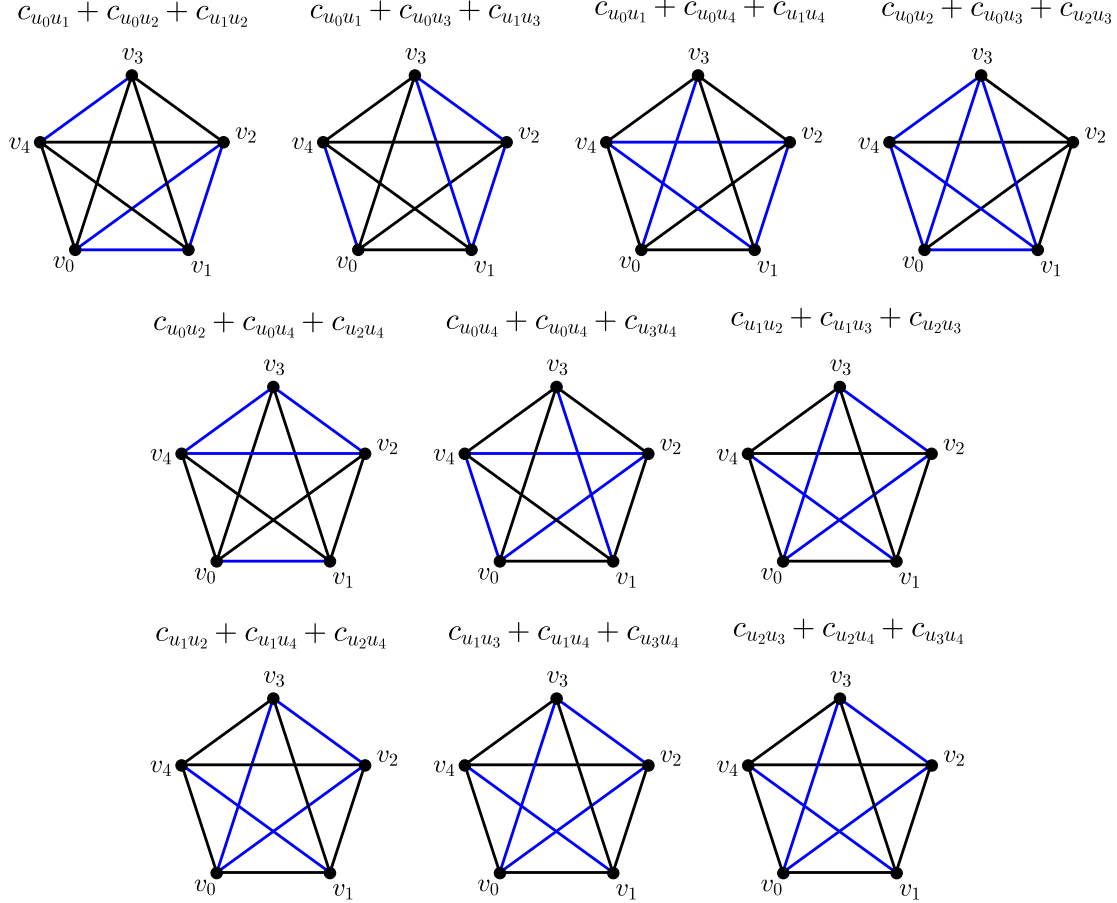 c_{u_0u_1} + c_{u_0u_2} + c_{u_1u_2}
c_{u_0u_1} + c_{u_0u_3} + c_{u_1u_3}
c_{u_0u_1} + c_{u_0u_4} + c_{u_1u_4}
c_{u_0u_2} + c_{u_0u_3} + c_{u_2u_3}
v_3
v_4
v_2
v_0
v_1
v_3
v_4
v_2
v_0
v_1
v_3
v_4
v_2
v_0
v_1
v_3
v_4
v_2
v_0
v_1
c_{u_0u_2} + c_{u_0u_4} + c_{u_2u_4}
c_{u_0u_4} + c_{u_0u_4} + c_{u_3u_4}
c_{u_1u_2} + c_{u_1u_3} + c_{u_2u_3}
v_3
v_4
v_2
v_0
v_1
v_3
v_4
v_2
v_0
v_1
v_3
v_4
v_2
v_0
v_1
c_{u_1u_2} + c_{u_1u_4} + c_{u_2u_4}
c_{u_1u_3} + c_{u_1u_4} + c_{u_3u_4}
c_{u_2u_3} + c_{u_2u_4} + c_{u_3u_4}
v_3
v_4
v_2
v_0
v_1
v_3
v_4
v_2
v_0
v_1
v_3
v_4
v_2
v_0
v_1